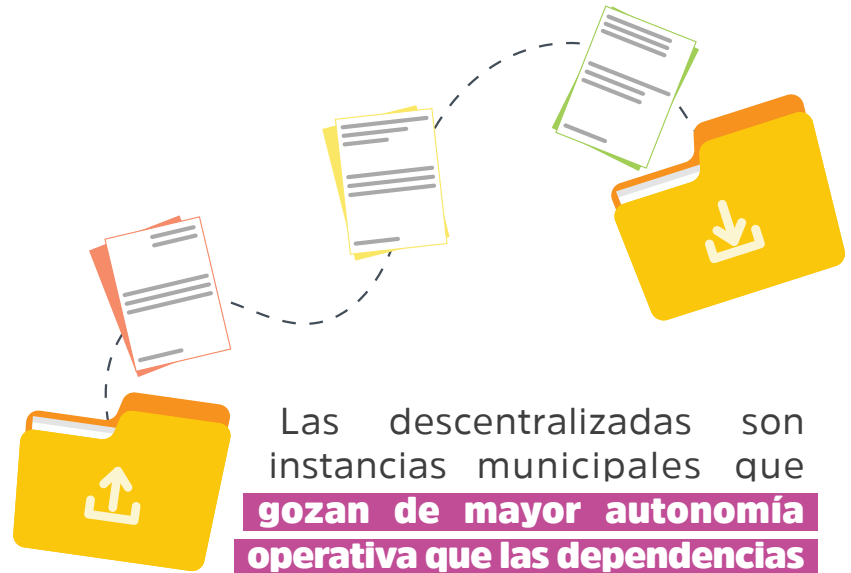 Las descentralizadas son
instancias municipales que
gozan de mayor autonomía
operativa que las dependencias